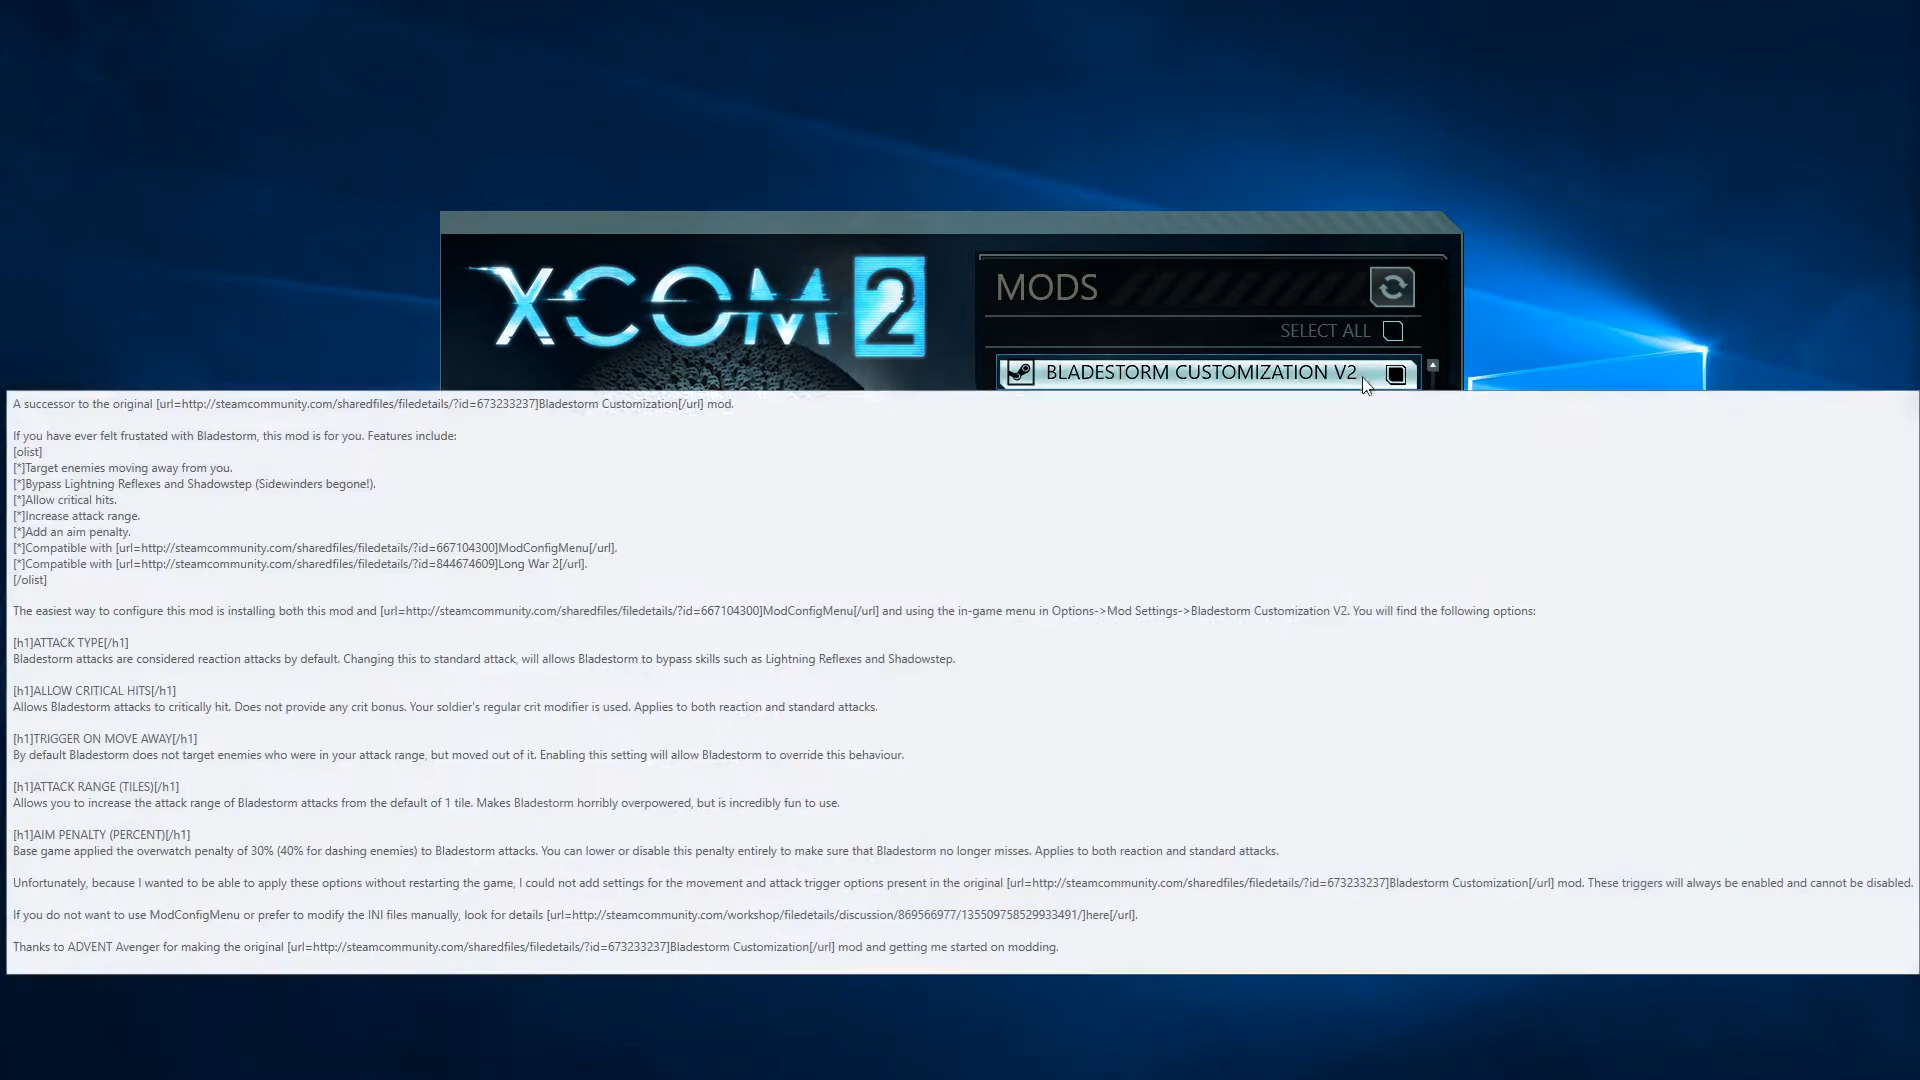 XCOM 2
MODS
SELECT ALL
BLADESTORM CUSTOMIZATION V2
A successor to the original [url=http://steamcommunity.com/sharedfiles/filedetails/?id=673233237]Bladestorm Customization[/url] mod.
If you have ever felt frustated with Bladestorm, this mod is for you. Features include:
[olist]
[*]Target enemies moving away from you.
[*]Bypass Lightning Reflexes and Shadowstep (Sidewinders begone!).
[*]Allow critical hits.
[*]Increase attack range.
[*]Add an aim penalty.
[*]Compatible with [url=http://steamcommunity.com/sharedfiles/filedetails/?id=667104300]ModConfigMenu[/url].
[*]Compatible with [url=http://steamcommunity.com/sharedfiles/filedetails/?id=844674609]Long War 2[/url].
[/olist]
The easiest way to configure this mod is installing both this mod and [url=http://steamcommunity.com/sharedfiles/filedetails/?id=667104300]ModConfigMenu[/url] and using the in-game menu in Options->Mod Settings->Bladestorm Customization V2. You will find the following options:
[h1]ATTACK TYPE[/h1]
Bladestorm attacks are considered reaction attacks by default. Changing this to standard attack, will allows Bladestorm to bypass skills such as Lightning Reflexes and Shadowstep.
[h1]ALLOW CRITICAL HITS[/h1]
Allows Bladestorm attacks to critically hit. Does not provide any crit bonus. Your soldier's regular crit modifier is used. Applies to both reaction and standard attacks.
[h1]TRIGGER ON MOVE AWAY[/h1]
By default Bladestorm does not target enemies who were in your attack range, but moved out of it. Enabling this setting will allow Bladestorm to override this behaviour.
[h1]ATTACK RANGE (TILES)[/h1]
Allows you to increase the attack range of Bladestorm attacks from the default of 1 tile. Makes Bladestorm horribly overpowered, but is incredibly fun to use.
[h1]AIM PENALTY (PERCENT)[/h1]
Base game applied the overwatch penalty of 30% (40% for dashing enemies) to Bladestorm attacks. You can lower or disable this penalty entirely to make sure that Bladestorm no longer misses. Applies to both reaction and standard attacks.
Unfortunately, because I wanted to be able to apply these options without restarting the game, I could not add settings for the movement and attack trigger options present in the original [url=http://steamcommunity.com/sharedfiles/filedetails/?id=673233237]Bladestorm Customization[/url] mod. These triggers will always be enabled and cannot be disabled.
If you do not want to use ModConfigMenu or prefer to modify the INI files manually, look for details [url=http://steamcommunity.com/workshop/filedetails/discussion/869566977/135509758529933491/]here[/url].
Thanks to ADVENT Avenger for making the original [url=http://steamcommunity.com/sharedfiles/filedetails/?id=673233237]Bladestorm Customization[/url] mod and getting me started on modding.